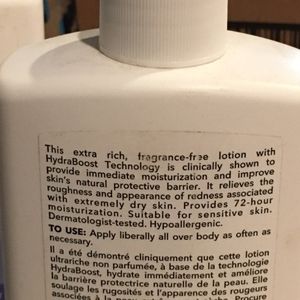 This extra rich, fragrance-free lotion with
HydraBoost Technology is clinically shown to
provide immediate moisturization and improve
skin's natural protective barrier. It relieves the
roughness and appearance of redness associated
with extremely dry skin. Provides 72-hour
moisturization. Suitable for sensitive skin.
Dermatologist-tested. Hypoallergenic.
TO USE: Apply liberally all over body as often as
necessary.
Il a été démontré cliniquement que cette lotion
ultrariche non parfumée, à base de la technologie
HydraBoost, hydrate immédiatement et améliore
la barrière protectrice naturelle de la peau. Elle
soulage les rugosités et l'apparence des rougeurs
associées à la peau
Procure